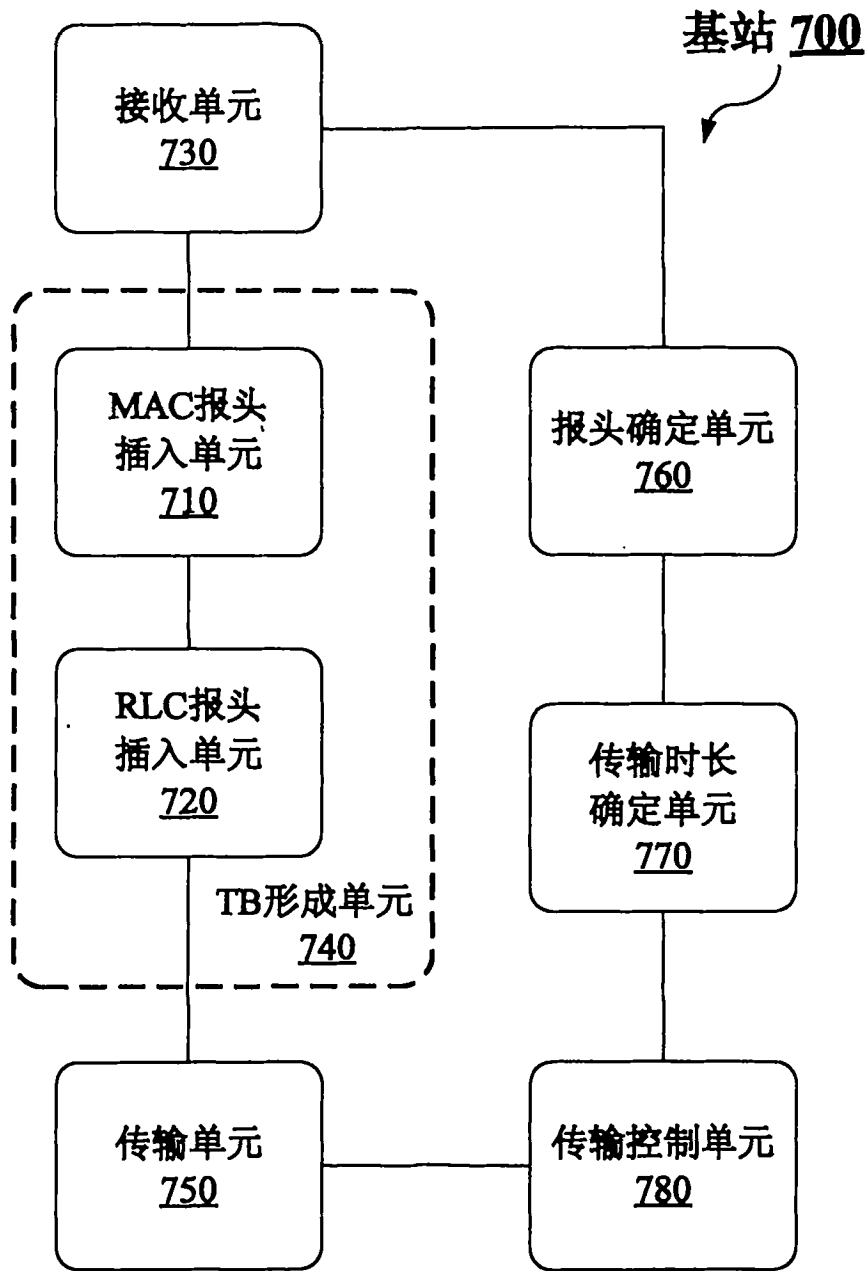 基站 700
接收单元
730
MAC报头
插入单元
710
报头确定单元
760
RLC报头
插入单元
720
传输时长
确定单元
770
TB形成单元
740
传输单元
750
传输控制单元
780